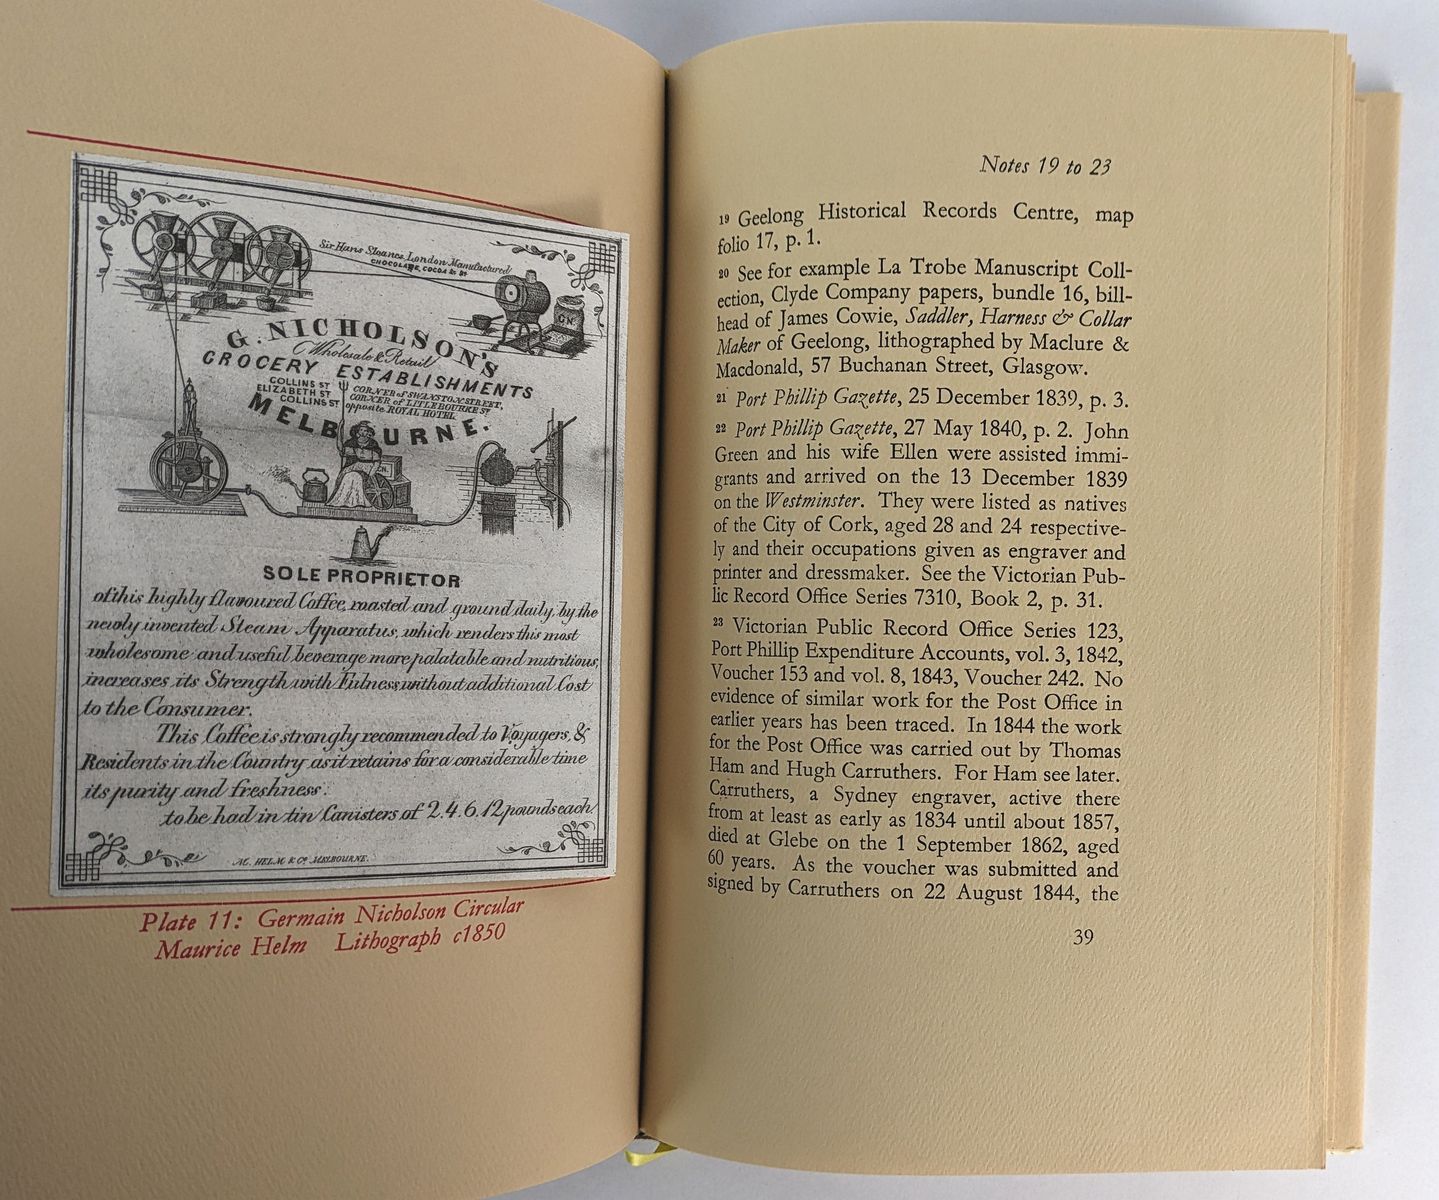 Sir Hans Sloane's London Manufactured
CHOCOLATE, COCOA &
G.N.
G. NICHOLSON'S
Wholesale & Retail
GROCERY ESTABLISHMENTS
COLLINS ST CORNER of SWANSTON STREET,
ELIZABETH ST CORNER of LITLE BOURKE ST
COLLINS ST opposite ROYAL HOTEL.
MELBOURNE.
GN.
SOLE PROPRIETOR
of this highly flavoured Coffee, roasted and ground daily, by the
newly invented Steam Apparatus, which renders this most
wholesome and useful beverage more palatable and nutritious,
increases its Strength with Fulness, without additional Cost
to the Consumer.
This Coffee is strongly recommended to Voyagers, &
Residents in the Country as it retains for a considerable time
its purity and freshness:
to be had in tin Canisters of 2. 4. 6. 12 pounds each.
M. HELM & Co MELBOURNE.
Plate 11: Germain Nicholson Circular
Maurice Helm Lithograph c1850
Notes 19 to 23
19 Geelong Historical Records Centre, map
folio 17, p. 1.
20 See for example La Trobe Manuscript Coll-
ection, Clyde Company papers, bundle 16, bill-
head of James Cowie, Saddler, Harness & Collar
Maker of Geelong, lithographed by Maclure &
Macdonald, 57 Buchanan Street, Glasgow.
21 Port Phillip Gazette, 25 December 1839, p. 3.
22 Port Phillip Gazette, 27 May 1840, p. 2. John
Green and his wife Ellen were assisted immi-
grants and arrived on the 13 December 1839
on the Westminster. They were listed as natives
of the City of Cork, aged 28 and 24 respective-
ly and their occupations given as engraver and
printer and dressmaker. See the Victorian Pub-
lic Record Office Series 7310, Book 2, p. 31.
23 Victorian Public Record Office Series 123,
Port Phillip Expenditure Accounts, vol. 3, 1842,
Voucher 153 and vol. 8, 1843, Voucher 242. No
evidence of similar work for the Post Office in
earlier years has been traced. In 1844 the work
for the Post Office was carried out by Thomas
Ham and Hugh Carruthers. For Ham see later.
Carruthers, a Sydney engraver, active there
from at least as early as 1834 until about 1857,
died at Glebe on the 1 September 1862, aged
60 years. As the voucher was submitted and
signed by Carruthers on 22 August 1844, the
39